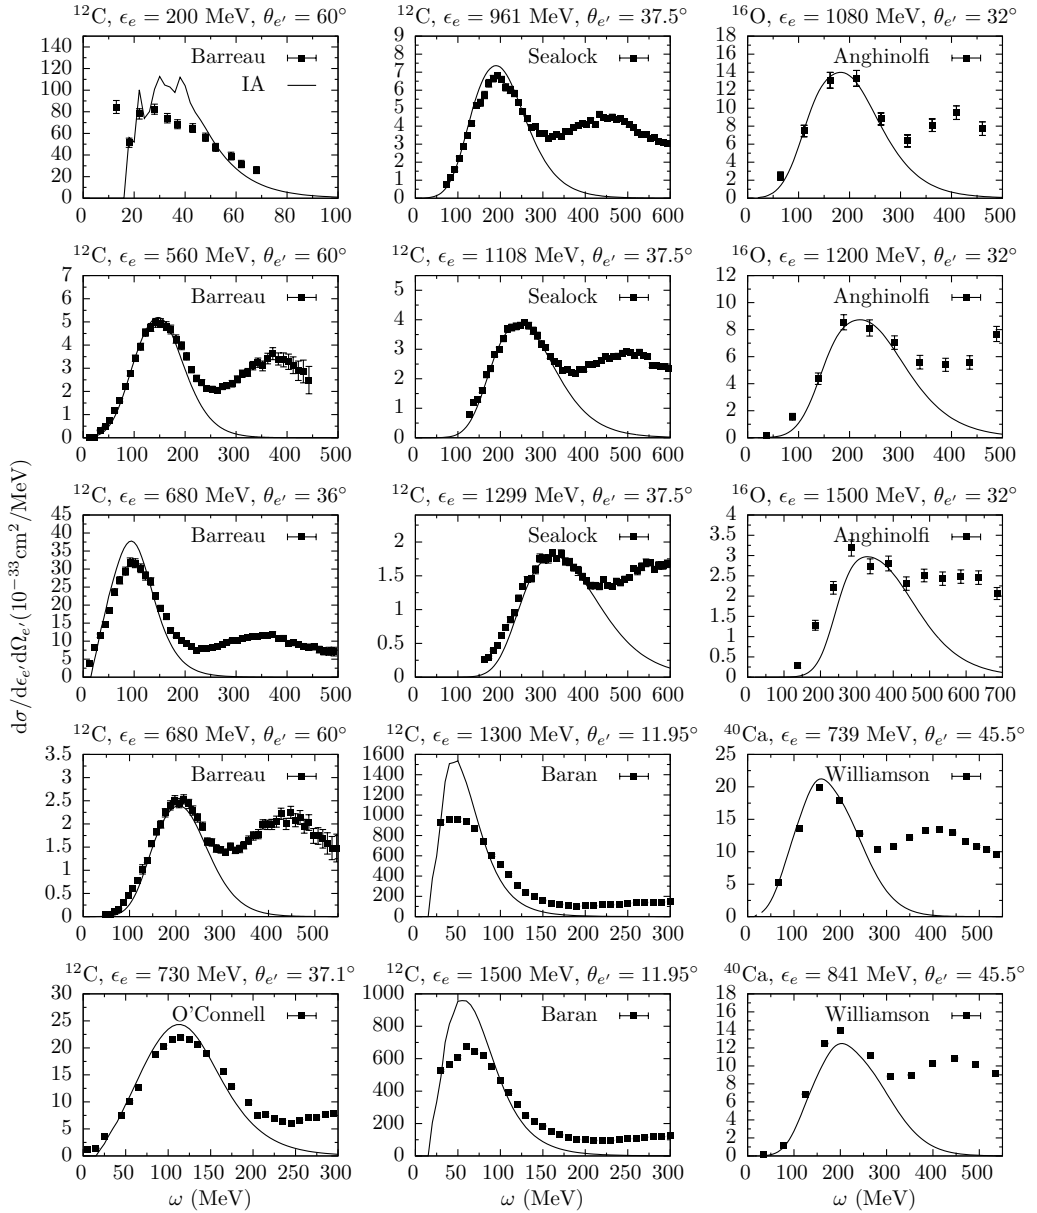 ¹²C, ϵₑ = 200 MeV, θₑ′ = 60°
Barreau
IA
140
120
100
80
60
40
20
0
0 20 40 60 80 100
¹²C, ϵₑ = 961 MeV, θₑ′ = 37.5°
Sealock
9
8
7
6
5
4
3
2
1
0
0 100 200 300 400 500 600
¹⁶O, ϵₑ = 1080 MeV, θₑ′ = 32°
Anghinolfi
18
16
14
12
10
8
6
4
2
0
0 100 200 300 400 500
¹²C, ϵₑ = 560 MeV, θₑ′ = 60°
Barreau
7
6
5
4
3
2
1
0
0 100 200 300 400 500
¹²C, ϵₑ = 1108 MeV, θₑ′ = 37.5°
Sealock
5
4
3
2
1
0
0 100 200 300 400 500 600
¹⁶O, ϵₑ = 1200 MeV, θₑ′ = 32°
Anghinolfi
12
10
8
6
4
2
0
0 100 200 300 400 500
dσ/dϵₑ′dΩₑ′(10⁻³³cm²/MeV)
¹²C, ϵₑ = 680 MeV, θₑ′ = 36°
Barreau
45
40
35
30
25
20
15
10
5
0
0 100 200 300 400 500
¹²C, ϵₑ = 1299 MeV, θₑ′ = 37.5°
Sealock
2
1.5
1
0.5
0
0 100 200 300 400 500 600
¹⁶O, ϵₑ = 1500 MeV, θₑ′ = 32°
Anghinolfi
4
3.5
3
2.5
2
1.5
1
0.5
0
0 100 200 300 400 500 600 700
¹²C, ϵₑ = 680 MeV, θₑ′ = 60°
Barreau
3.5
3
2.5
2
1.5
1
0.5
0
0 100 200 300 400 500
¹²C, ϵₑ = 1300 MeV, θₑ′ = 11.95°
Baran
1600
1400
1200
1000
800
600
400
200
0
0 50 100 150 200 250 300
⁴⁰Ca, ϵₑ = 739 MeV, θₑ′ = 45.5°
Williamson
25
20
15
10
5
0
0 100 200 300 400 500
¹²C, ϵₑ = 730 MeV, θₑ′ = 37.1°
O'Connell
30
25
20
15
10
5
0
0 50 100 150 200 250 300
ω (MeV)
¹²C, ϵₑ = 1500 MeV, θₑ′ = 11.95°
Baran
1000
800
600
400
200
0
0 50 100 150 200 250 300
ω (MeV)
⁴⁰Ca, ϵₑ = 841 MeV, θₑ′ = 45.5°
Williamson
18
16
14
12
10
8
6
4
2
0
0 100 200 300 400 500
ω (MeV)